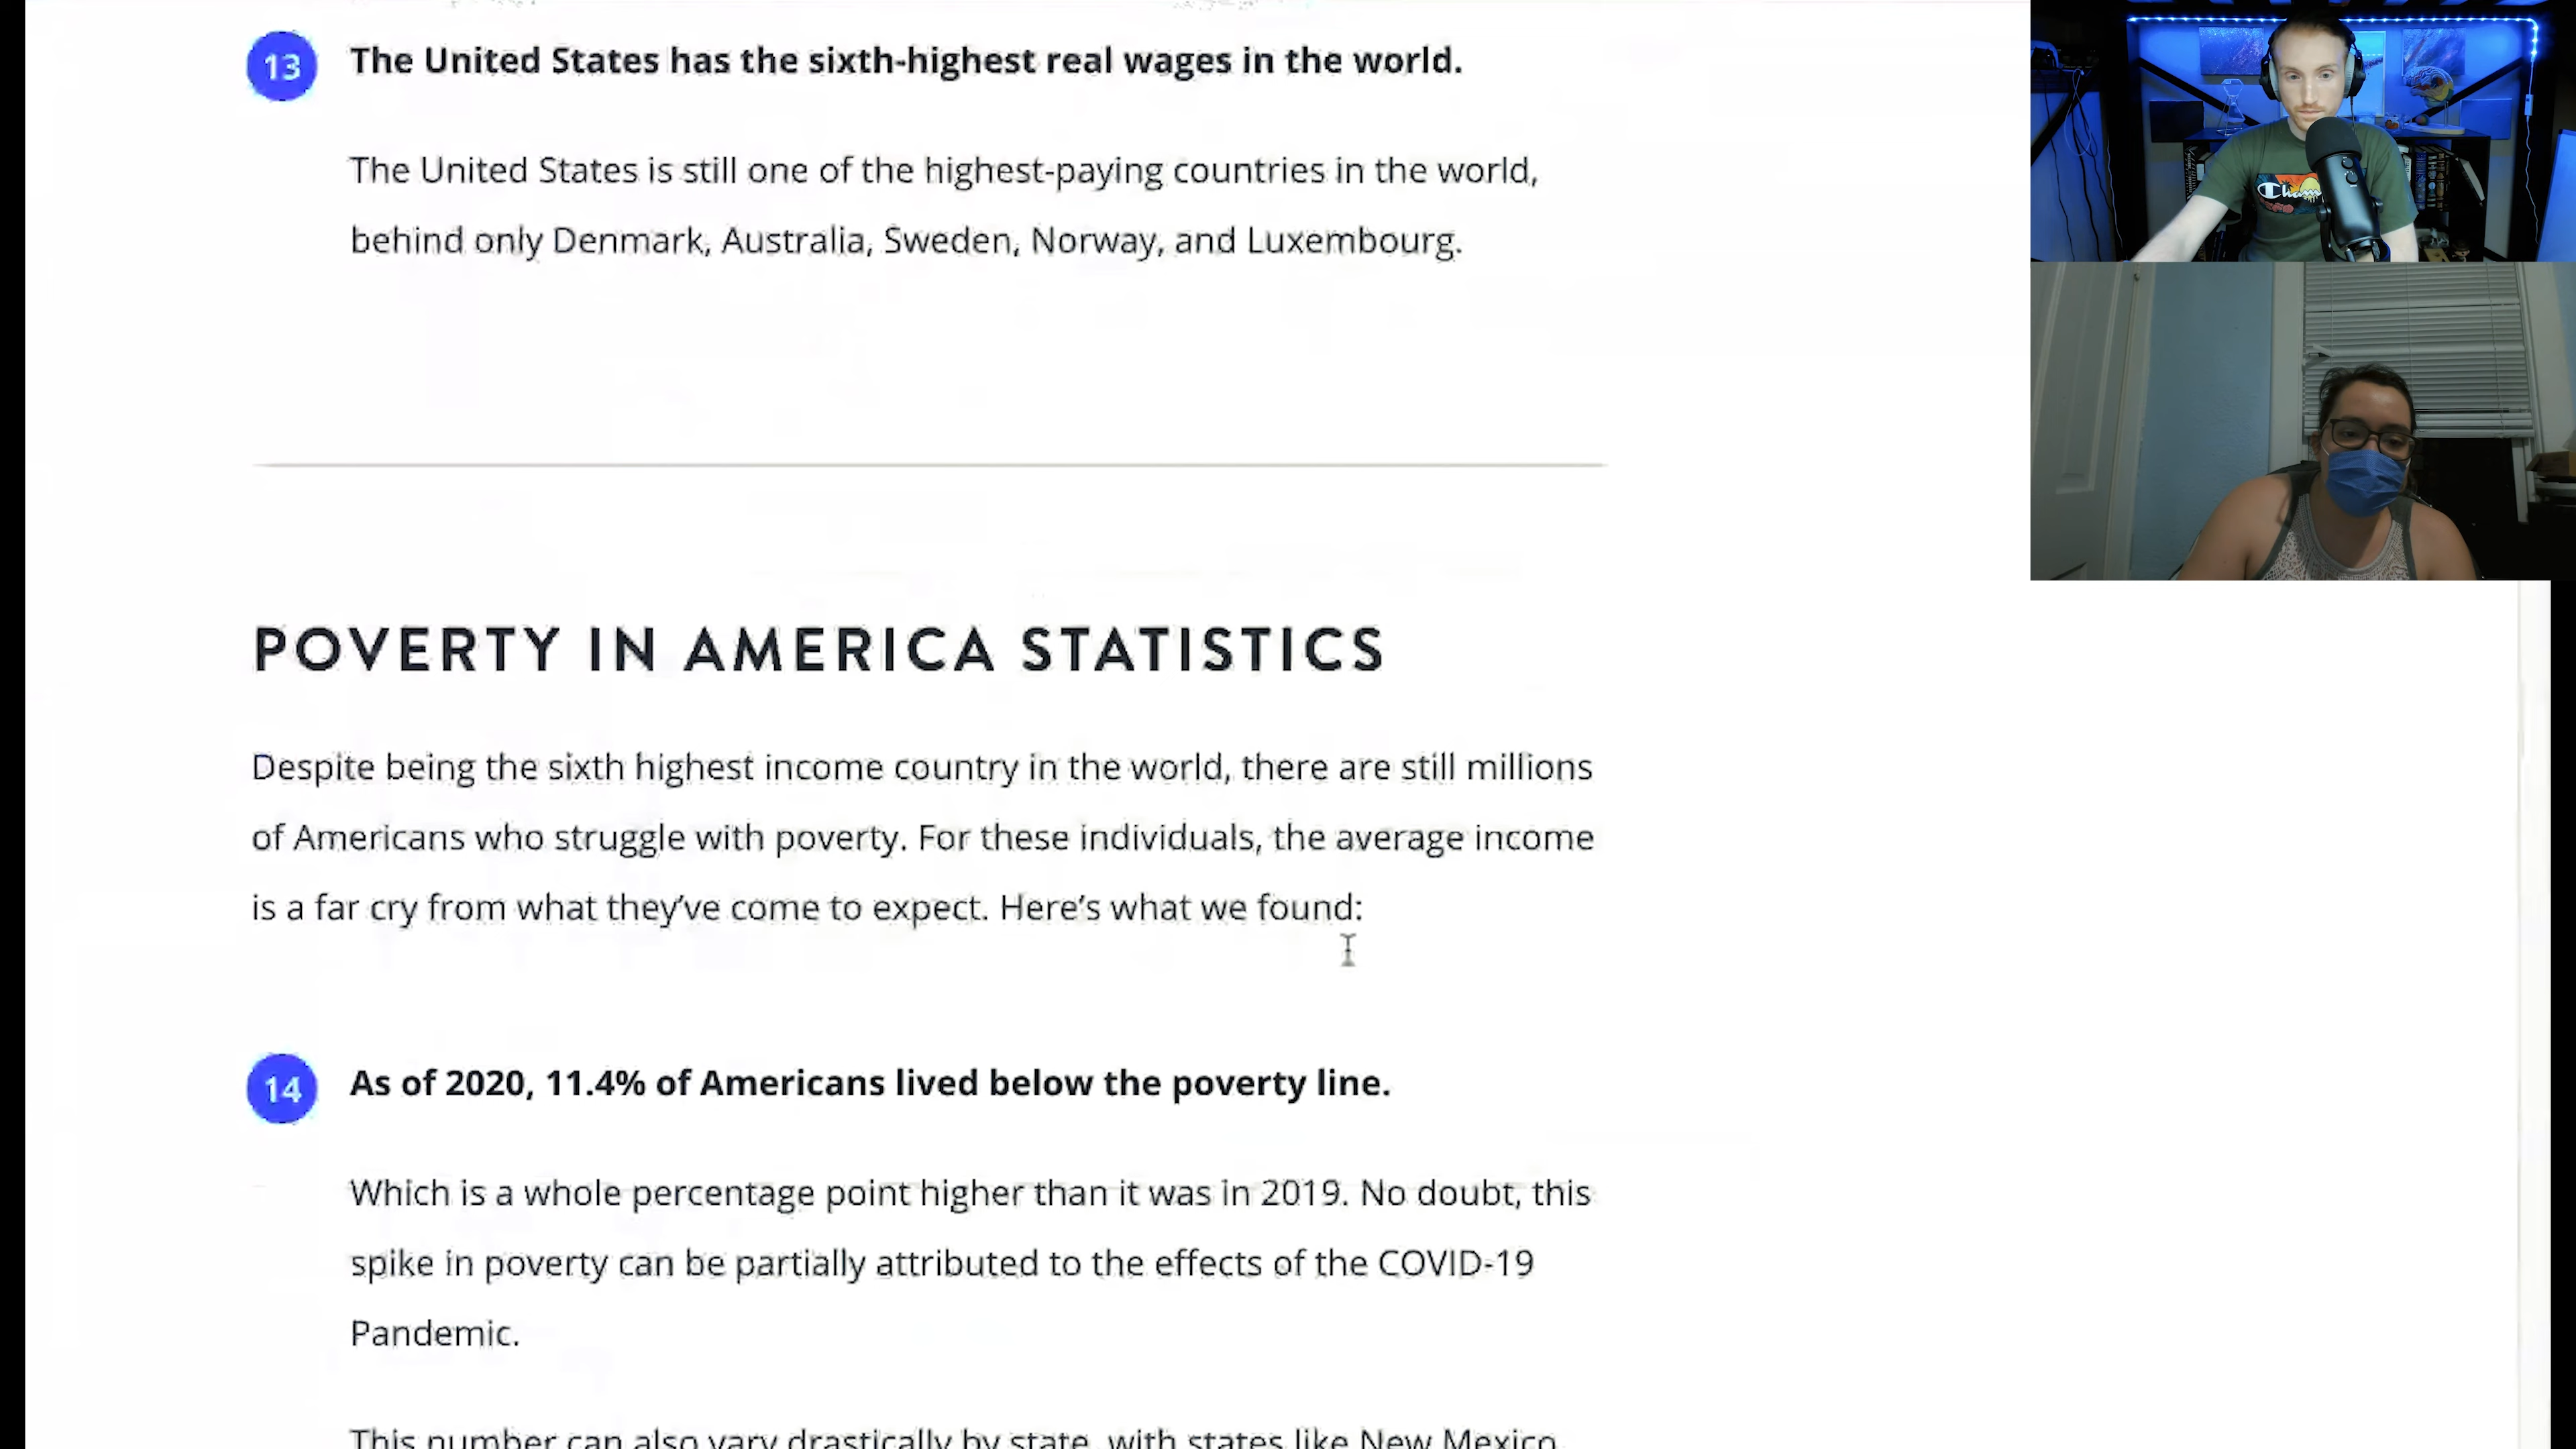 13
The United States has the sixth-highest real wages in the world.
The United States is still one of the highest-paying countries in the world,
behind only Denmark, Australia, Sweden, Norway, and Luxembourg.
POVERTY IN AMERICA STATISTICS
Despite being the sixth highest income country in the world, there are still millions
of Americans who struggle with poverty. For these individuals, the average income
is a far cry from what they've come to expect. Here's what we found:
14
As of 2020, 11.4% of Americans lived below the poverty line.
Which is a whole percentage point higher than it was in 2019. No doubt, this
spike in poverty can be partially attributed to the effects of the COVID-19
Pandemic.
This number can also vary drastically by state, with states like New Mexico